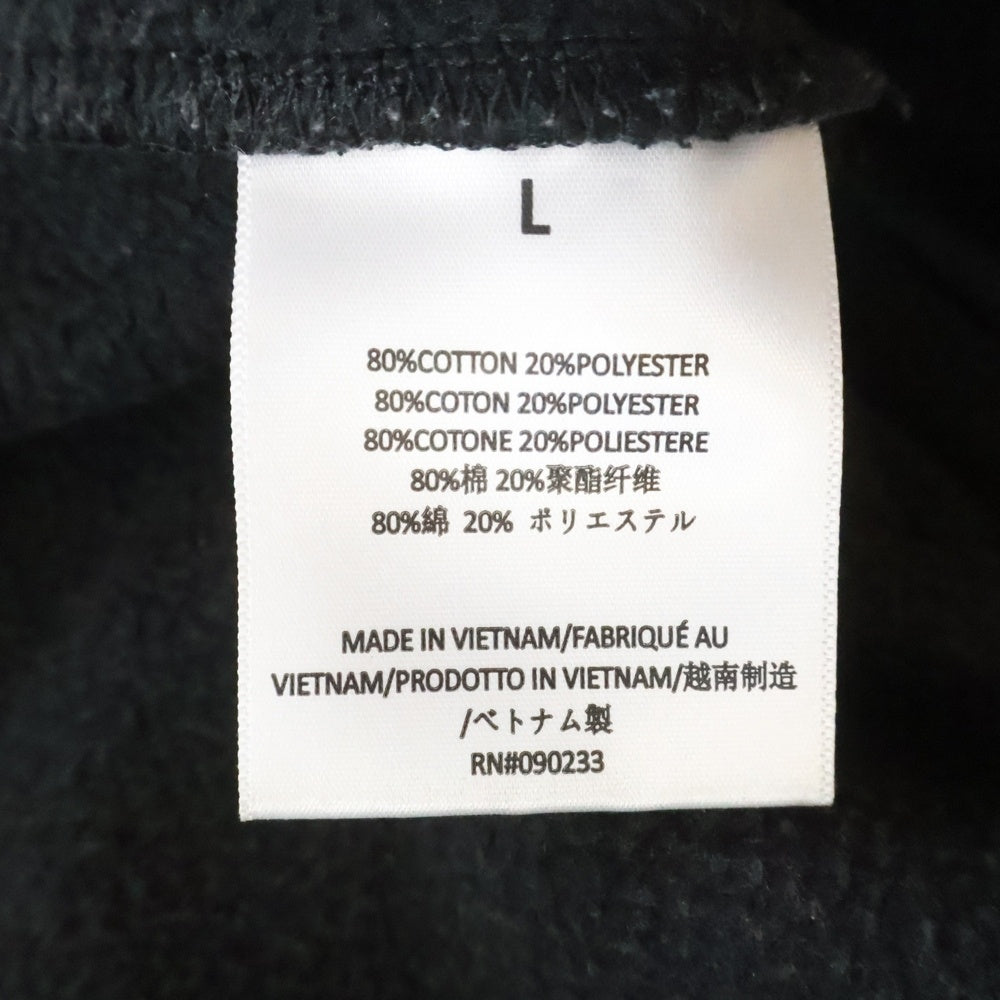 L
80%COTTON 20%POLYESTER
80%COTON 20%POLYESTER
80%COTONE 20%POLIESTERE
80%棉 20%聚酯纤维
80%綿 20% ポリエステル
MADE IN VIETNAM/FABRIQUÉ AU
VIETNAM/PRODOTTO IN VIETNAM/越南制造
/ベトナム製
RN#090233